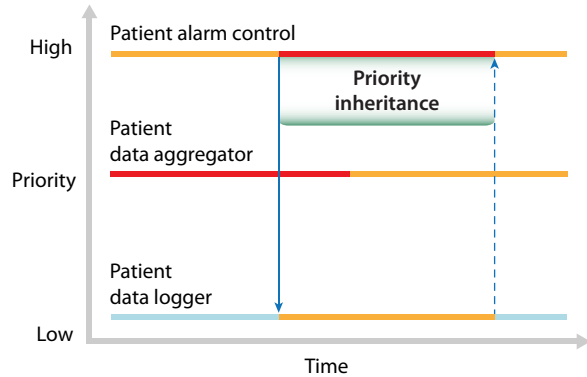 High
Patient alarm control
Priority
inheritance
Patient
data aggregator
Priority
Patient
data logger
Low
Time